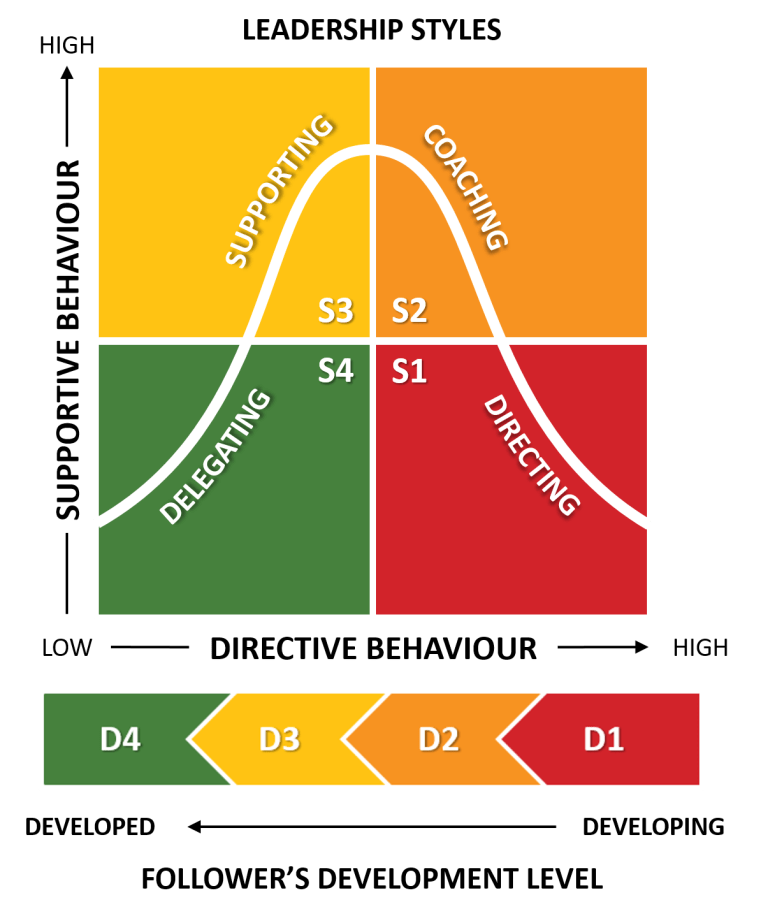 LEADERSHIP STYLES
HIGH
SUPPORTIVE BEHAVIOUR
SUPPORTING
COACHING
S3
S2
S4
S1
DELEGATING
DIRECTING
LOW
DIRECTIVE BEHAVIOUR
HIGH
D4
D3
D2
D1
DEVELOPED
DEVELOPING
FOLLOWER'S DEVELOPMENT LEVEL